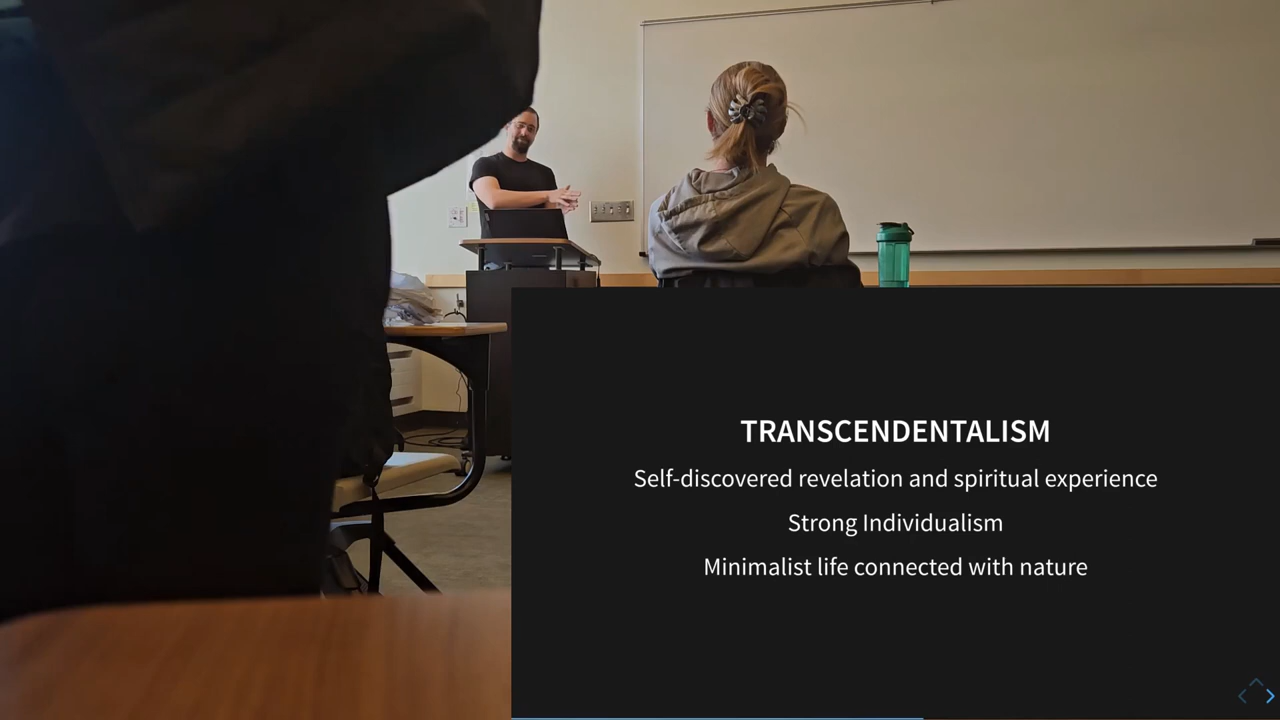 TRANSCENDENTALISM
Self-discovered revelation and spiritual experience
Strong Individualism
Minimalist life connected with nature